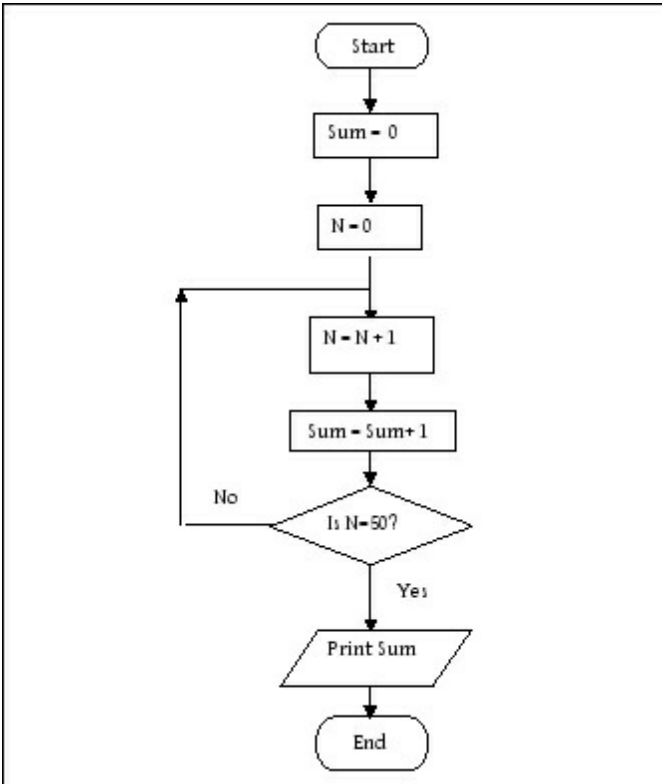 Start
Sum = 0
N = 0
N = N + 1
Sum = Sum+ 1
No
Is N=50?
Yes
Print Sum
End